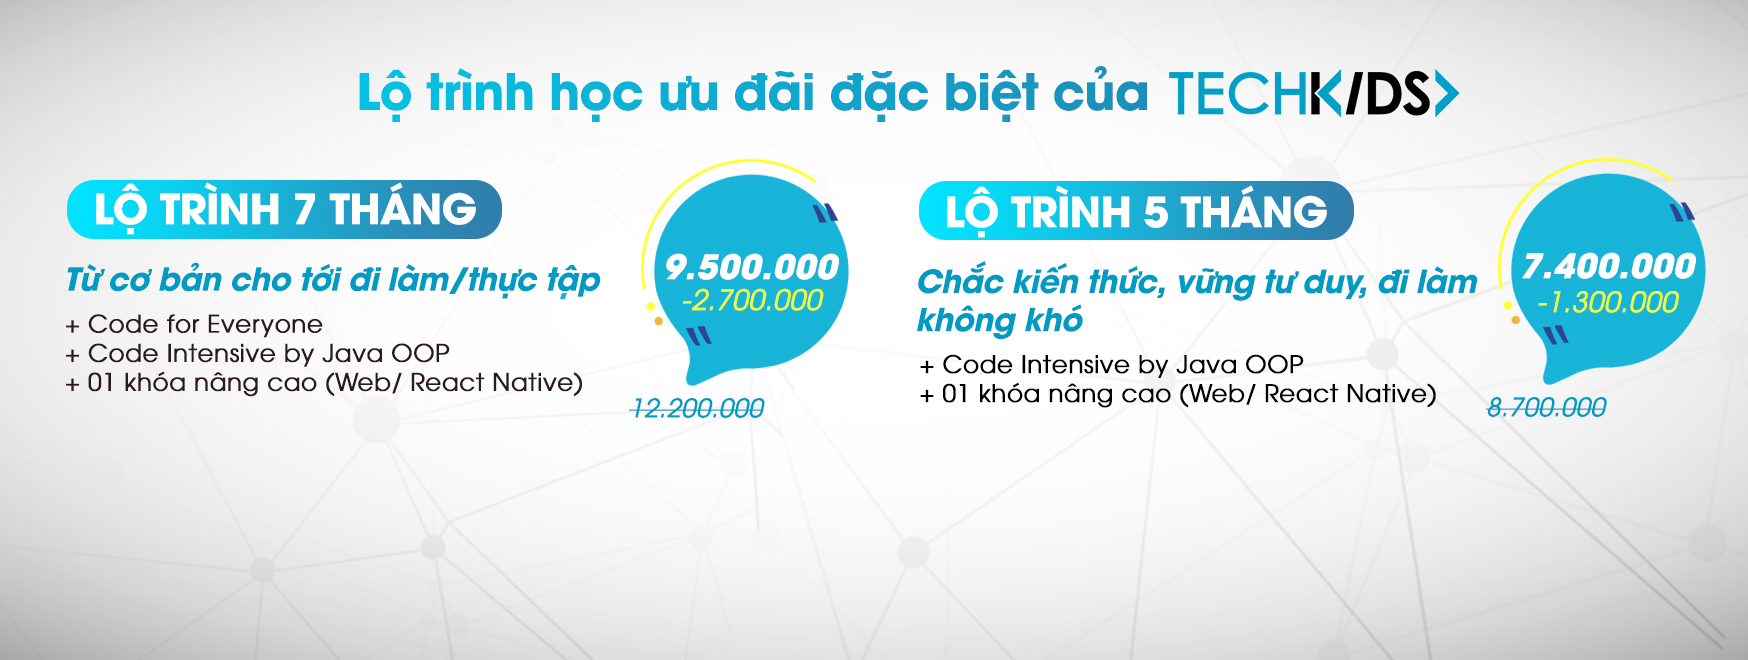 Lộ trình học ưu đãi đặc biệt của TECHKIDS
LỘ TRÌNH 7 THÁNG
Từ cơ bản cho tới đi làm/thực tập
+ Code for Everyone
+ Code Intensive by Java OOP
+ 01 khóa nâng cao (Web/ React Native)
9.500.000
-2.700.000
12.200.000
LỘ TRÌNH 5 THÁNG
Chắc kiến thức, vững tư duy, đi làm
không khó
+ Code Intensive by Java OOP
+ 01 khóa nâng cao (Web/ React Native)
7.400.000
-1.300.000
8.700.000